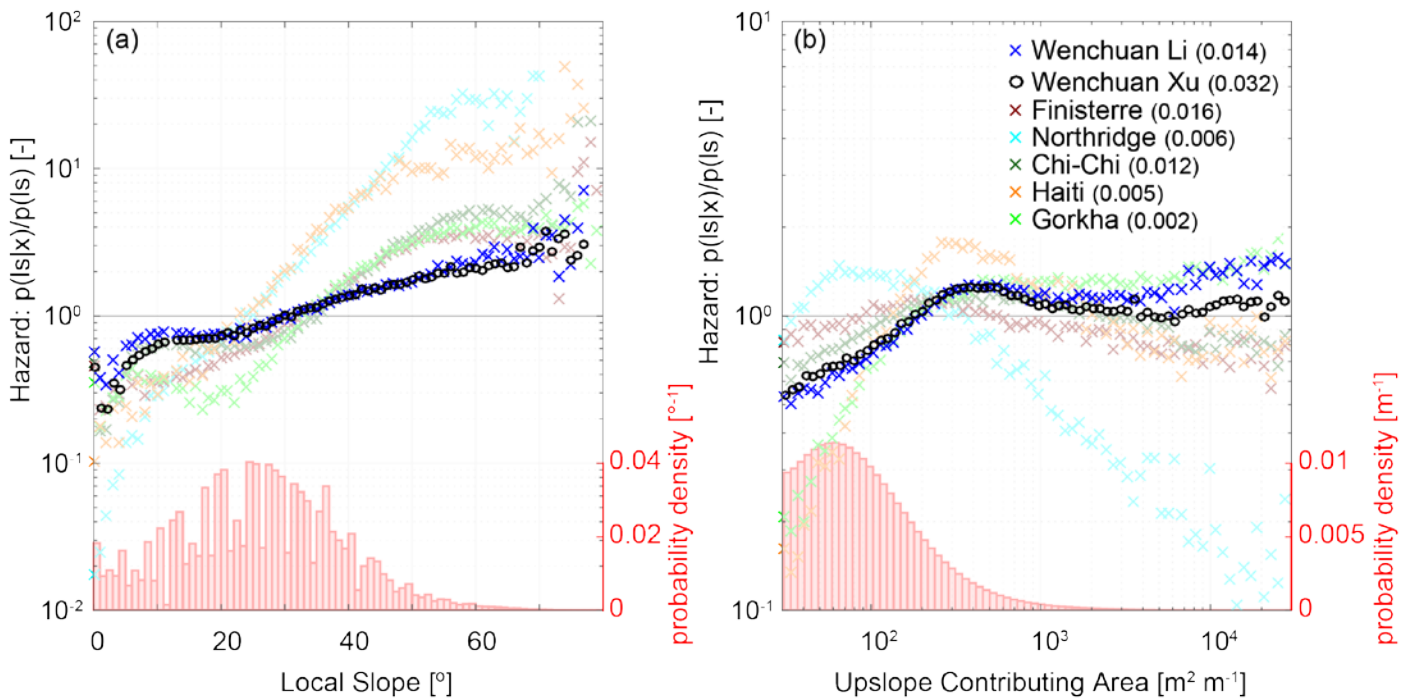 (a)
10²
10¹
10⁰
10⁻¹
10⁻²
Hazard: p(ls|x)/p(ls) [-]
0.04
0.02
0
probability density [°⁻¹]
0
20
40
60
Local Slope [º]
(b)
10¹
10⁰
10⁻¹
Hazard: p(ls|x)/p(ls) [-]
Wenchuan Li (0.014)
Wenchuan Xu (0.032)
Finisterre (0.016)
Northridge (0.006)
Chi-Chi (0.012)
Haiti (0.005)
Gorkha (0.002)
0.01
0.005
0
probability density [m⁻¹]
10²
10³
10⁴
Upslope Contributing Area [m² m⁻¹]